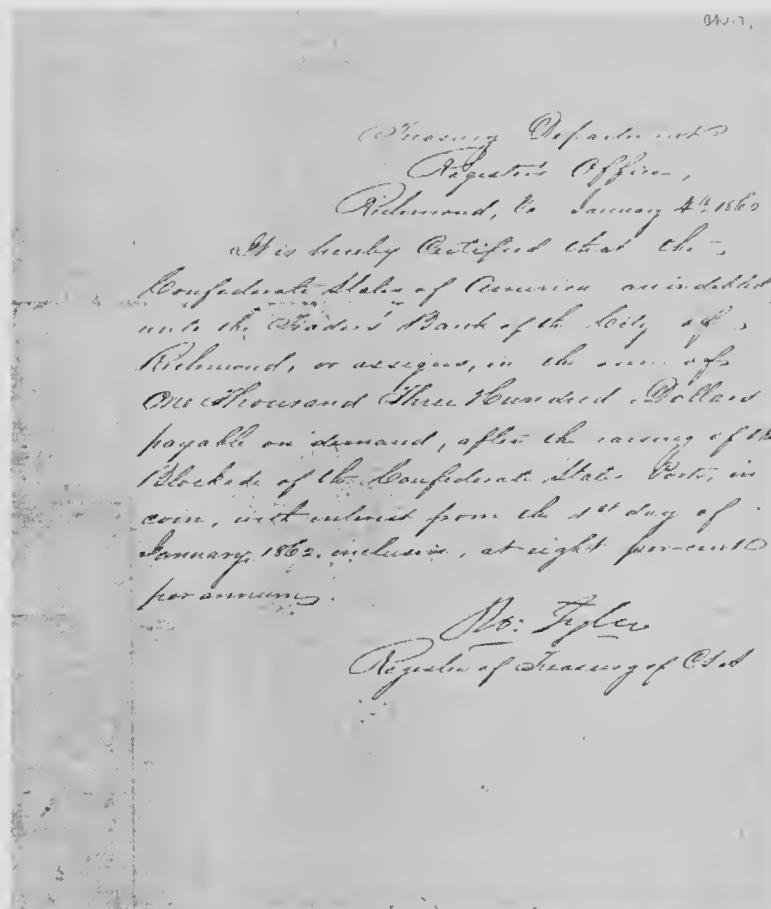 Treasury Department
Register's Office,
Richmond, Va January 4th 1862
It is hereby Certified that the
Confederate States of America are indebted
unto the Traders' Bank of the City of
Richmond, or assigns, in the sum of
One Thousand Three Hundred Dollars
payable on demand, after the raising of the
Blockade of the Confederate States Ports, in
coin, with interest from the 1st day of
January, 1862. inclusive, at eight per-cent
per annum.
Ro: Tyler
Register of Treasury of C.S.A